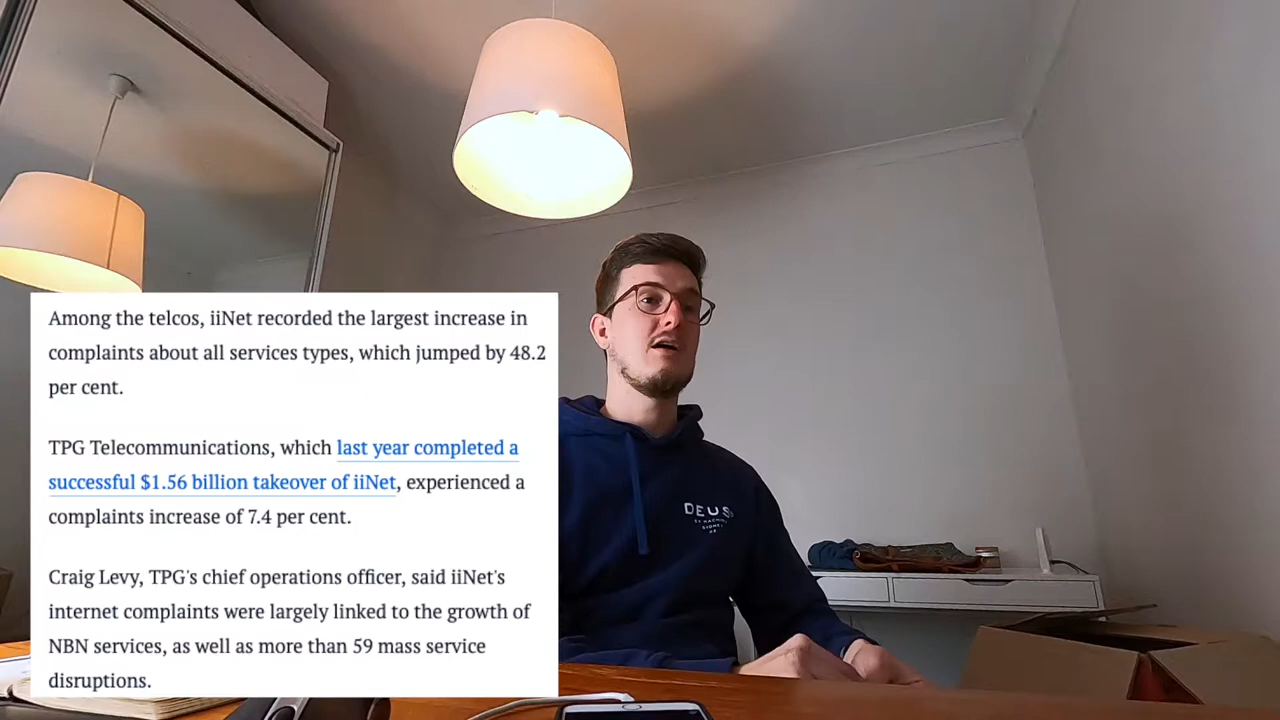 Among the telcos, iiNet recorded the largest increase in
complaints about all services types, which jumped by 48.2
per cent.
TPG Telecommunications, which last year completed a
successful $1.56 billion takeover of iiNet, experienced a
complaints increase of 7.4 per cent.
Craig Levy, TPG's chief operations officer, said iiNet's
internet complaints were largely linked to the growth of
NBN services, as well as more than 59 mass service
disruptions.
DEUS